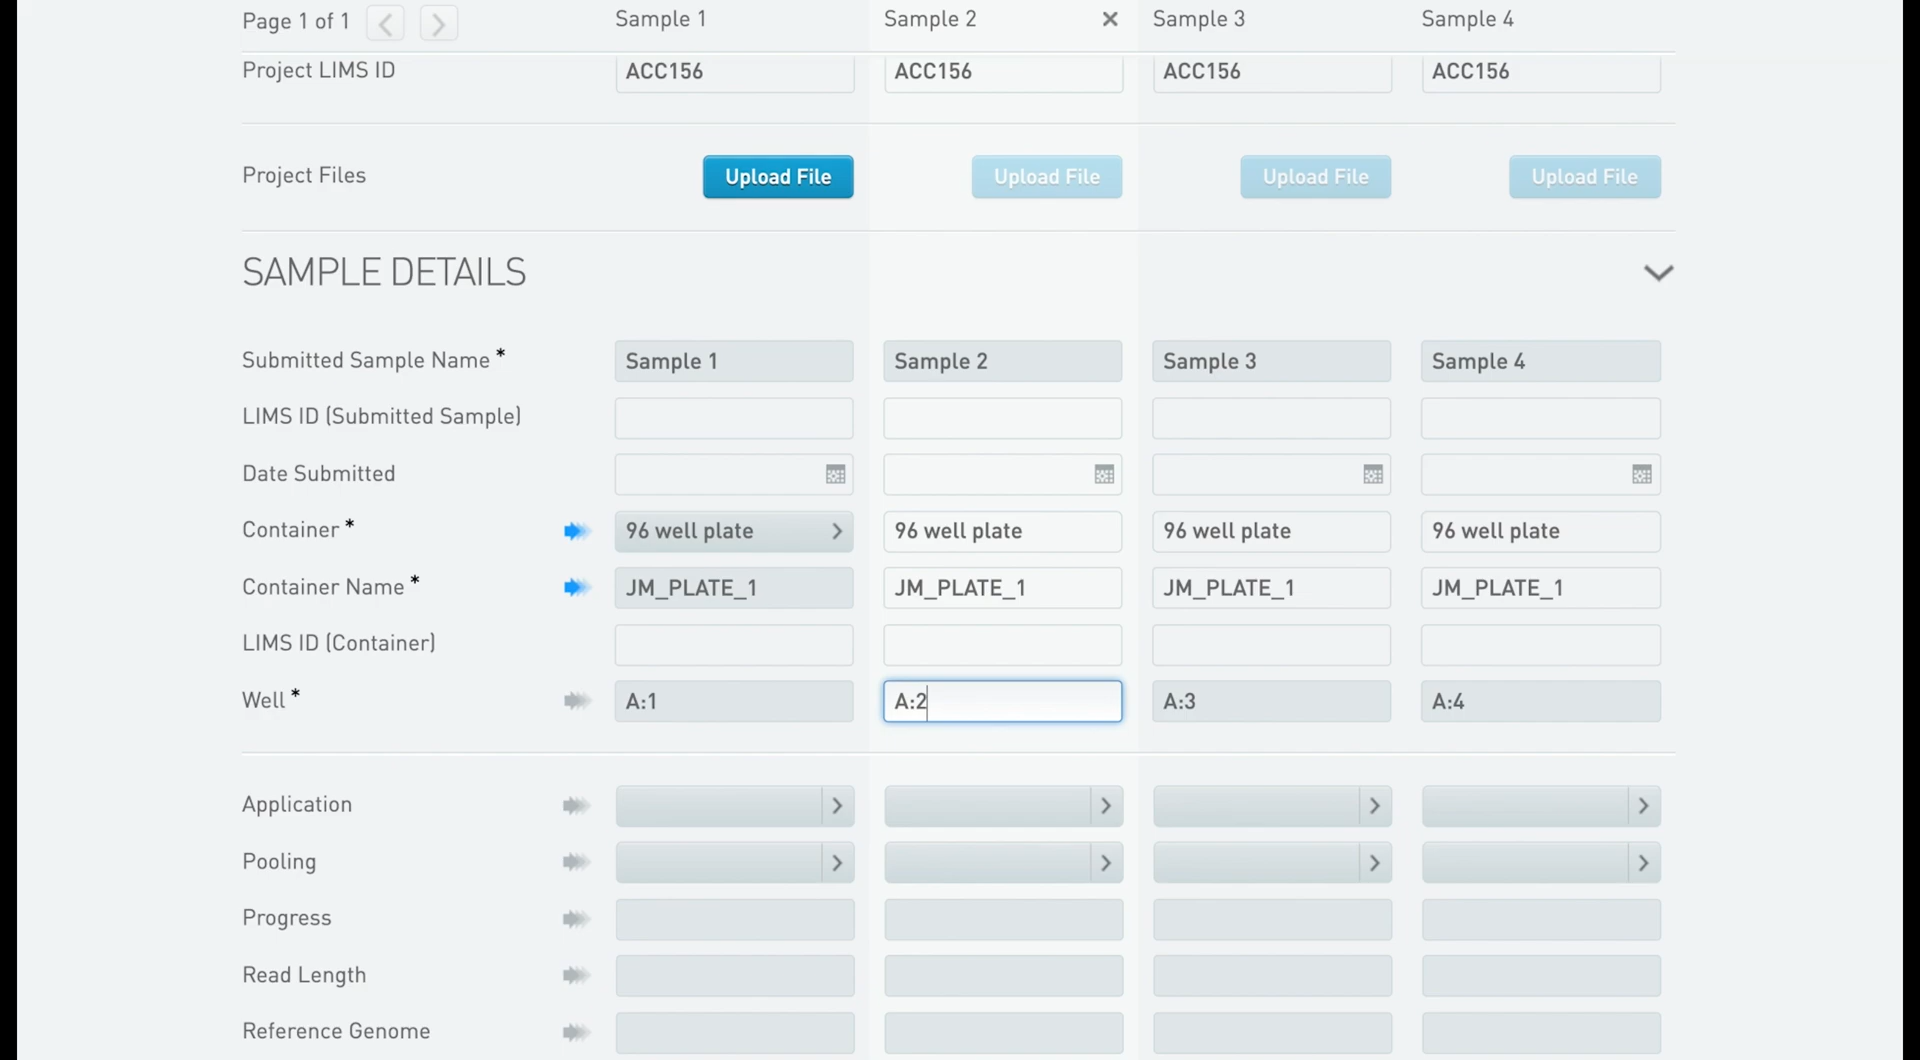 Page 1 of 1 Sample 1 Sample 2 Sample 3 Sample 4
Project LIMS ID ACC156 ACC156 ACC156 ACC156
Project Files Upload File Upload File Upload File Upload File
SAMPLE DETAILS
Submitted Sample Name * Sample 1 Sample 2 Sample 3 Sample 4
LIMS ID (Submitted Sample)
Date Submitted
Container * 96 well plate 96 well plate 96 well plate 96 well plate
Container Name * JM_PLATE_1 JM_PLATE_1 JM_PLATE_1 JM_PLATE_1
LIMS ID (Container)
Well * A:1 A:2 A:3 A:4
Application
Pooling
Progress
Read Length
Reference Genome